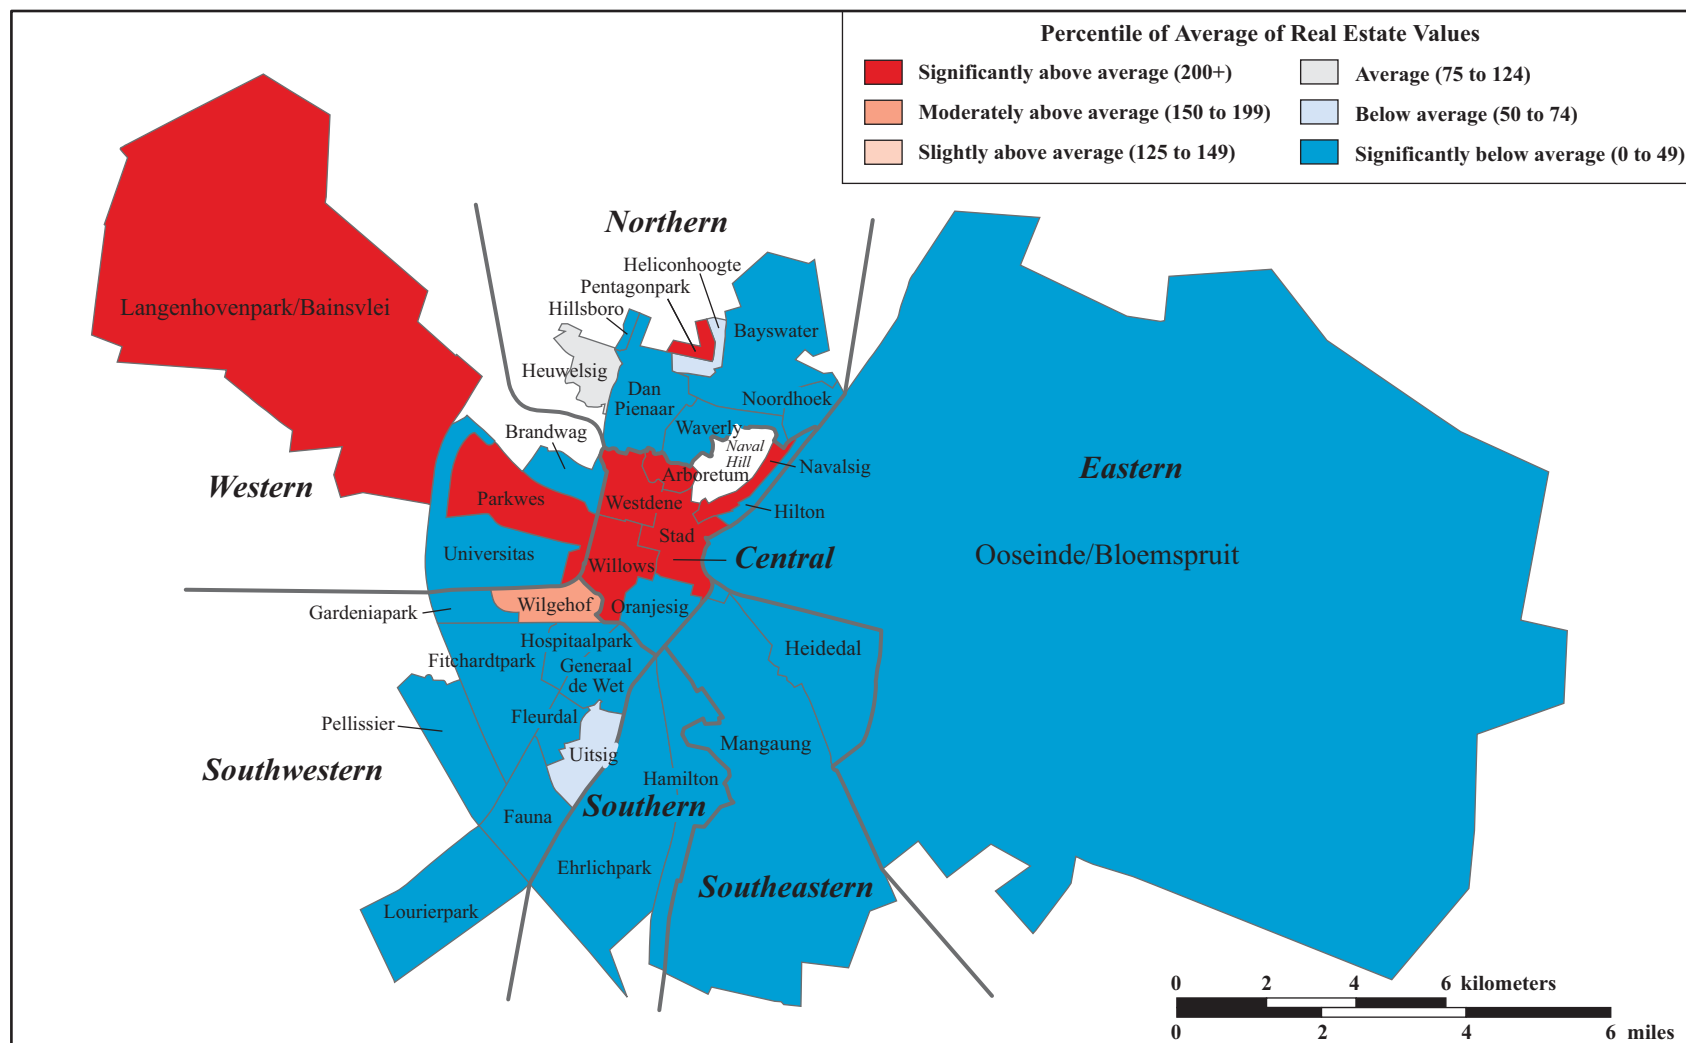 Percentile of Average of Real Estate Values
Significantly above average (200+)
Moderately above average (150 to 199)
Slightly above average (125 to 149)
Average (75 to 124)
Below average (50 to 74)
Significantly below average (0 to 49)
Northern
Heliconhoogte
Pentagonpark
Hillsboro
Langenhovenpark/Bainsvlei
Bayswater
Heuwelsig
Dan
Pienaar
Noordhoek
Brandwag
Waverly
Naval
Hill
Western
Arboretum
Navalsig
Eastern
Parkwes
Westdene
Hilton
Stad
Universitas
Central
Ooseinde/Bloemspruit
Willows
Gardeniapark
Wilgehof
Oranjesig
Hospitaalpark
Heidedal
Fitchardtpark
Generaal
de Wet
Pellissier
Fleurdal
Mangaung
Uitsig
Southwestern
Hamilton
Southern
Fauna
Ehrlichpark
Southeastern
Lourierpark
0 2 4 6 kilometers
0 2 4 6 miles